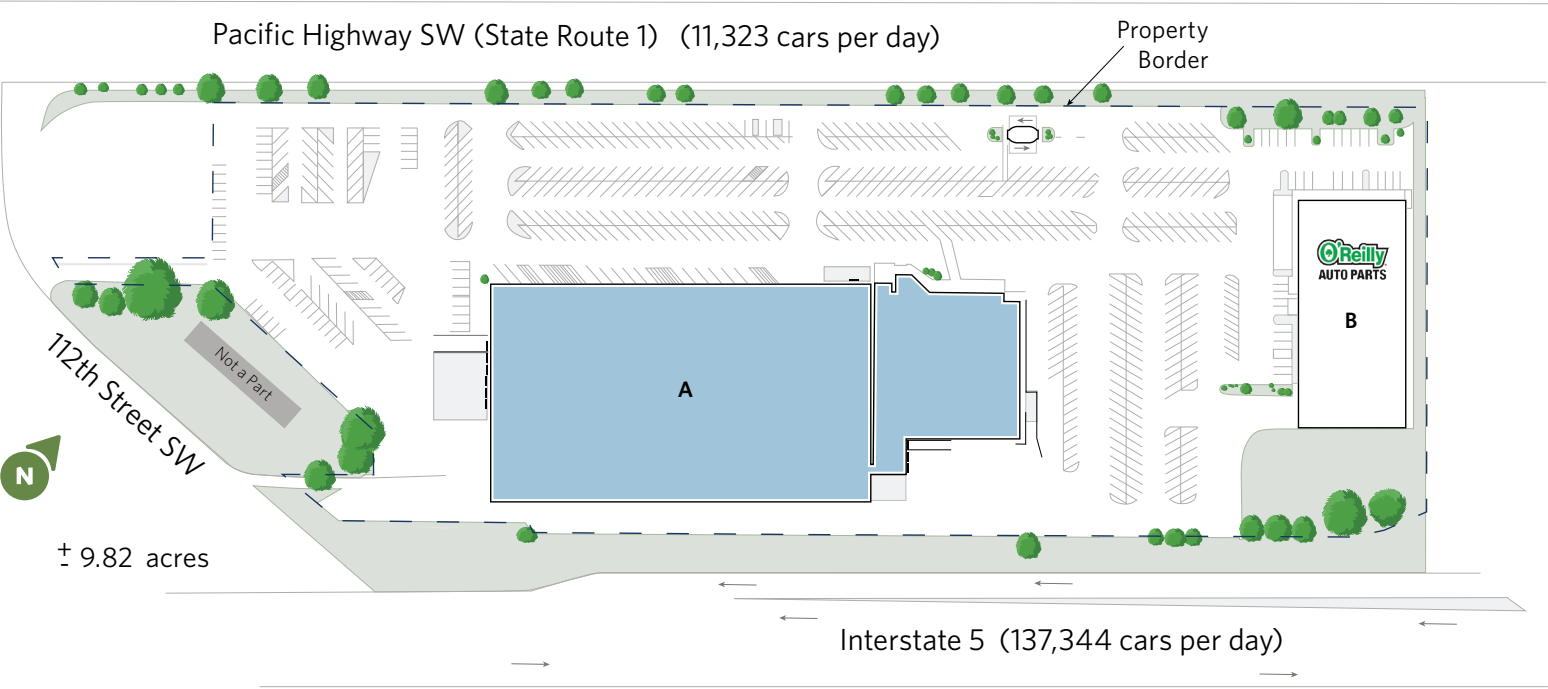 Pacific Highway SW (State Route 1) (11,323 cars per day)
Property
Border
O'Reilly
AUTO PARTS
B
A
Not a Part
112th Street SW
N
± 9.82 acres
Interstate 5 (137,344 cars per day)